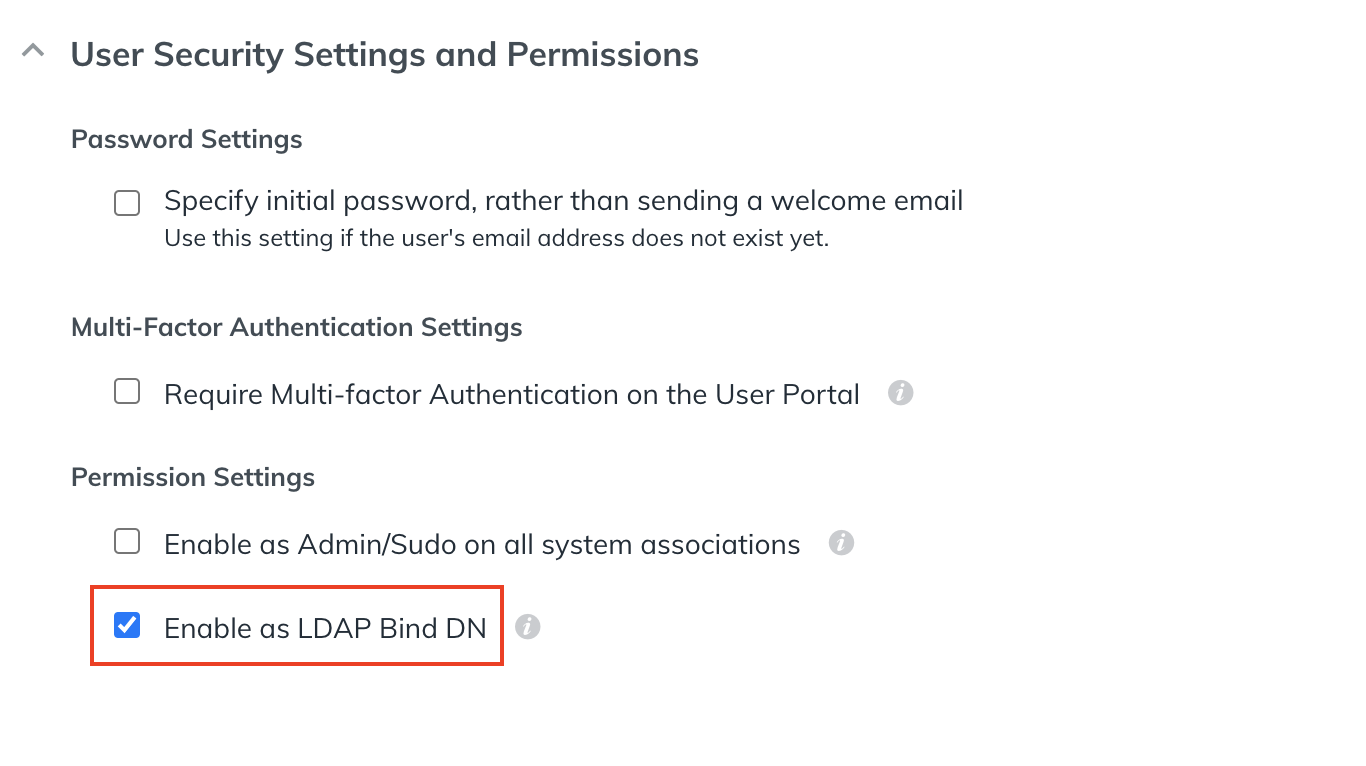 User Security Settings and Permissions
Password Settings
Specify initial password, rather than sending a welcome email
Use this setting if the user's email address does not exist yet.
Multi-Factor Authentication Settings
Require Multi-factor Authentication on the User Portal
Permission Settings
Enable as Admin/Sudo on all system associations
Enable as LDAP Bind DN